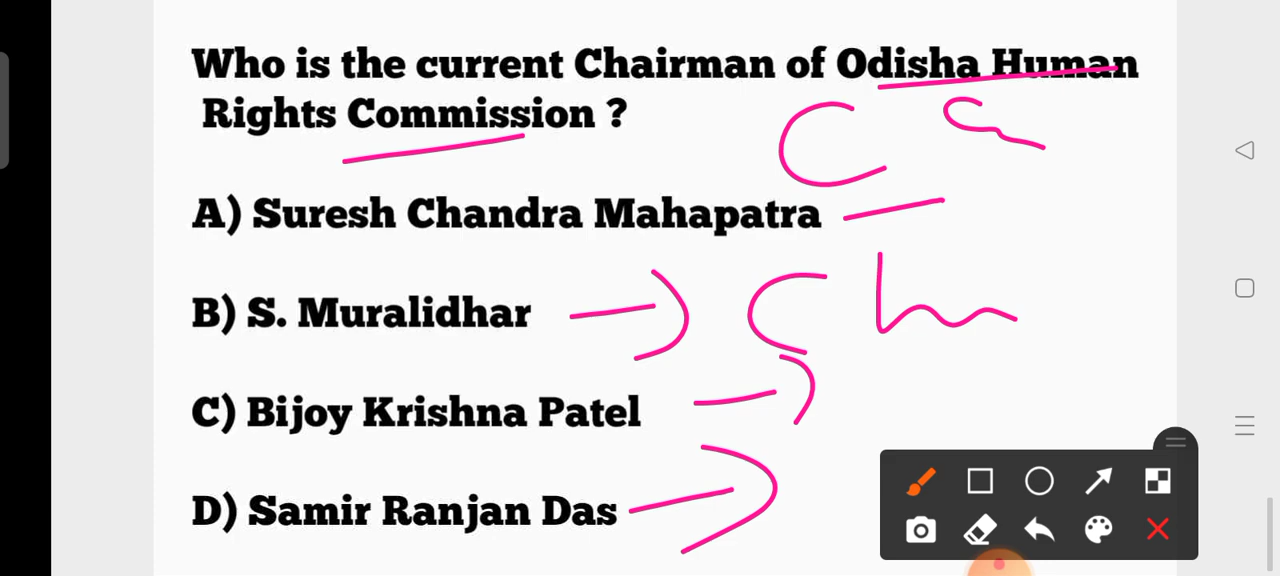 Who is the current Chairman of Odisha Human
Rights Commission ?
A) Suresh Chandra Mahapatra
B) S. Muralidhar
C) Bijoy Krishna Patel
D) Samir Ranjan Das